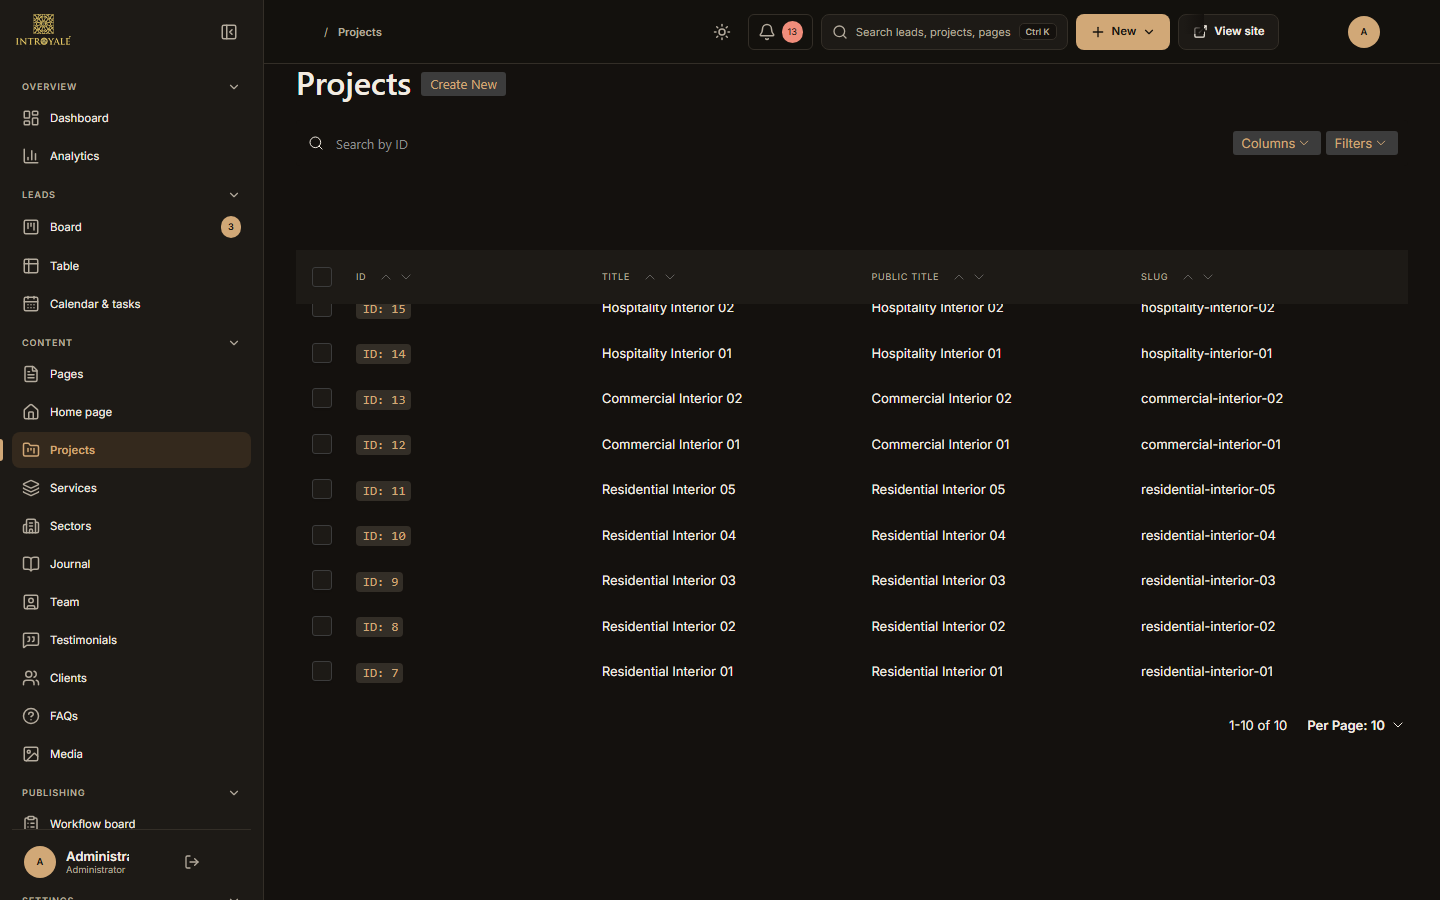 INTROYALE
/ Projects
13
Search leads, projects, pages
Ctrl K
New
View site
A
OVERVIEW
Dashboard
Analytics
LEADS
Board
3
Table
Calendar & tasks
CONTENT
Pages
Home page
Projects
Services
Sectors
Journal
Team
Testimonials
Clients
FAQs
Media
PUBLISHING
Workflow board
A
Administra
Administrator
SETTINGS
Projects
Create New
Search by ID
Columns
Filters
ID TITLE PUBLIC TITLE SLUG
ID: 15 Hospitality Interior 02 Hospitality Interior 02 hospitality-interior-02
ID: 14 Hospitality Interior 01 Hospitality Interior 01 hospitality-interior-01
ID: 13 Commercial Interior 02 Commercial Interior 02 commercial-interior-02
ID: 12 Commercial Interior 01 Commercial Interior 01 commercial-interior-01
ID: 11 Residential Interior 05 Residential Interior 05 residential-interior-05
ID: 10 Residential Interior 04 Residential Interior 04 residential-interior-04
ID: 9 Residential Interior 03 Residential Interior 03 residential-interior-03
ID: 8 Residential Interior 02 Residential Interior 02 residential-interior-02
ID: 7 Residential Interior 01 Residential Interior 01 residential-interior-01
1-10 of 10
Per Page: 10